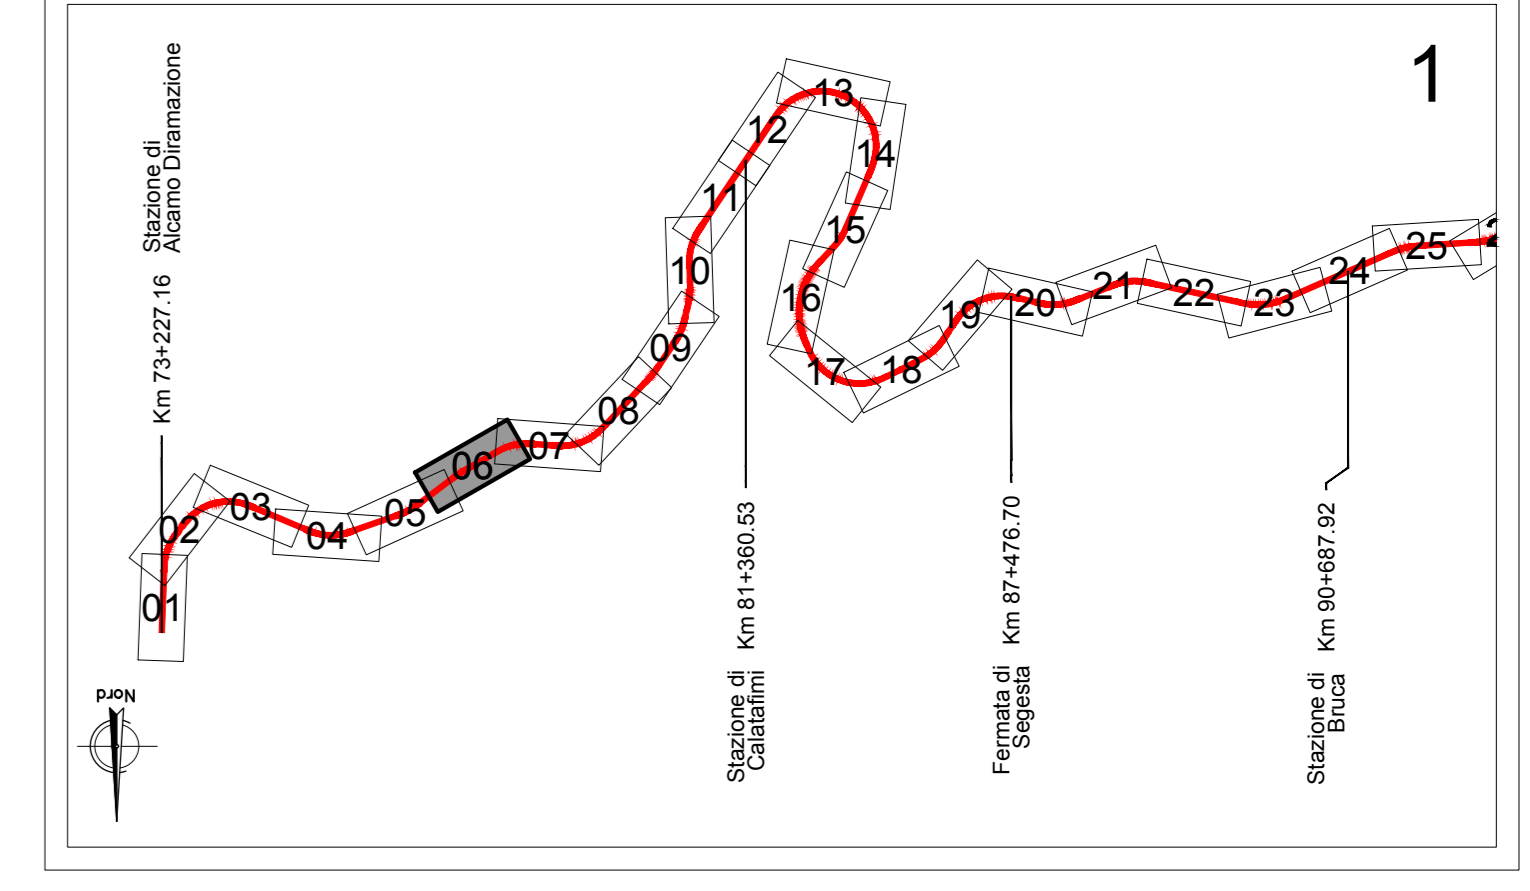 1
Stazione di
Alcamo Diramazione
Km 73+227.16
01
02
03
04
05
06
07
08
09
10
11
12
13
14
15
16
17
18
19
20
21
22
23
24
25
Stazione di
Calatafimi
Km 81+360.53
Fermata di
Segesta
Km 87+476.70
Stazione di
Bruca
Km 90+687.92
Nord